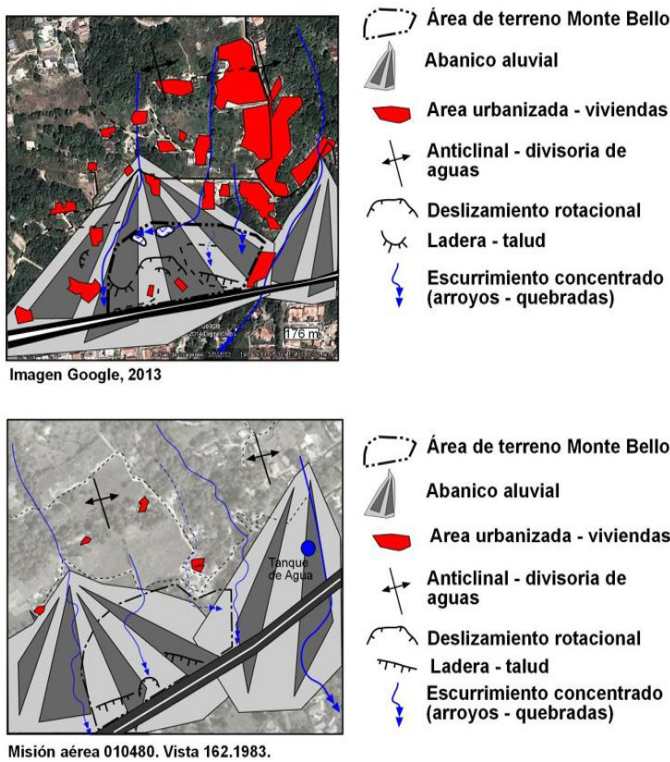 Área de terreno Monte Bello
Abanico aluvial
Area urbanizada - viviendas
Anticlinal - divisoria de
aguas
Deslizamiento rotacional
Ladera - talud
Escurrimiento concentrado
(arroyos - quebradas)
176 m
Imagen Google, 2013
Área de terreno Monte Bello
Abanico aluvial
Area urbanizada - viviendas
Tanque
de Agua
Anticlinal - divisoria de
aguas
Deslizamiento rotacional
Ladera - talud
Escurrimiento concentrado
(arroyos - quebradas)
Misión aérea 010480. Vista 162.1983.